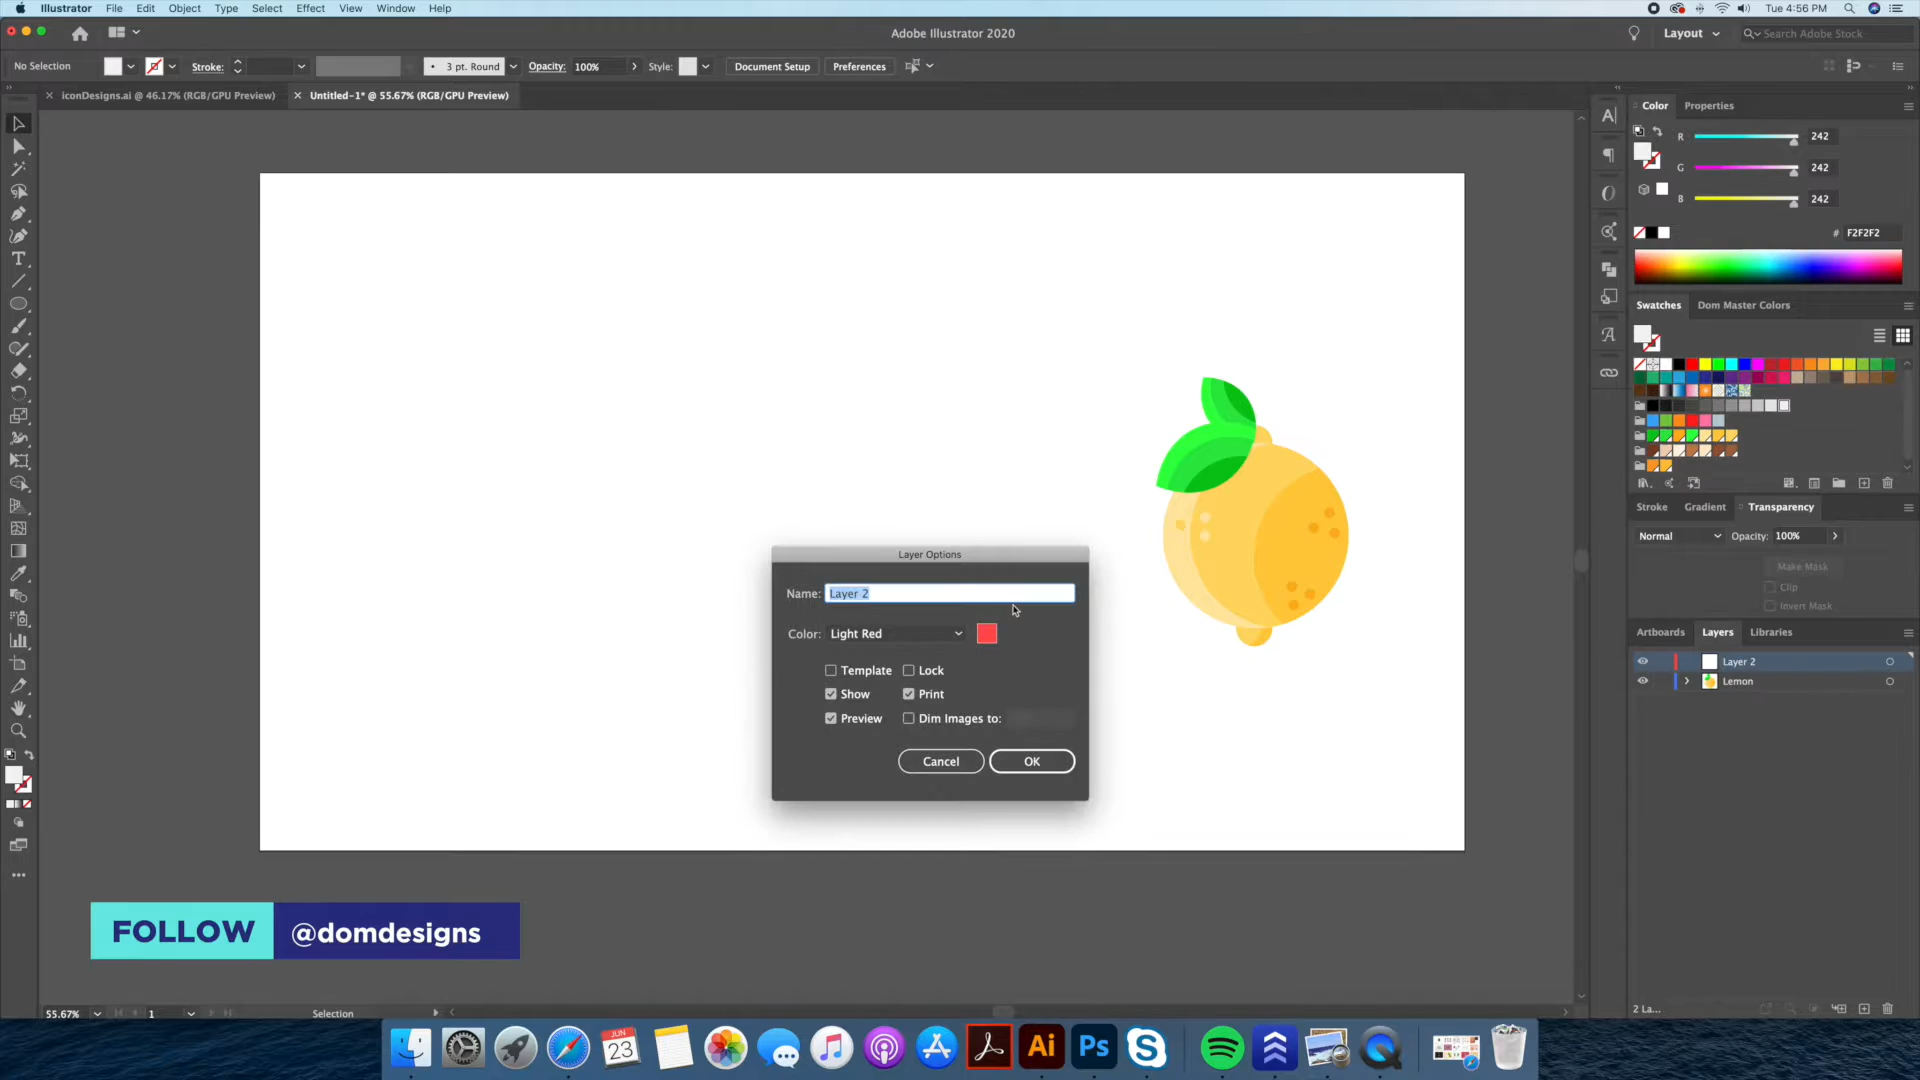 Illustrator File Edit Object Type Select Effect View Window Help
Tue 4:56 PM
Adobe Illustrator 2020
Layout
Search Adobe Stock
No Selection
Stroke:
3 pt. Round
Opacity: 100%
Style:
Document Setup
Preferences
iconDesigns.ai @ 46.17% (RGB/GPU Preview)
Untitled-1* @ 55.67% (RGB/GPU Preview)
Color Properties
R 242
G 242
B 242
# F2F2F2
Swatches Dom Master Colors
Stroke Gradient Transparency
Normal Opacity: 100%
Make Mask
Clip
Invert Mask
Artboards Layers Libraries
Layer 2
Lemon
Layer Options
Name: Layer 2
Color: Light Red
Template Lock
Show Print
Preview Dim Images to:
Cancel OK
FOLLOW @domdesigns
55.67% 1 Selection
2 La...
JUN
23
Ai Ps